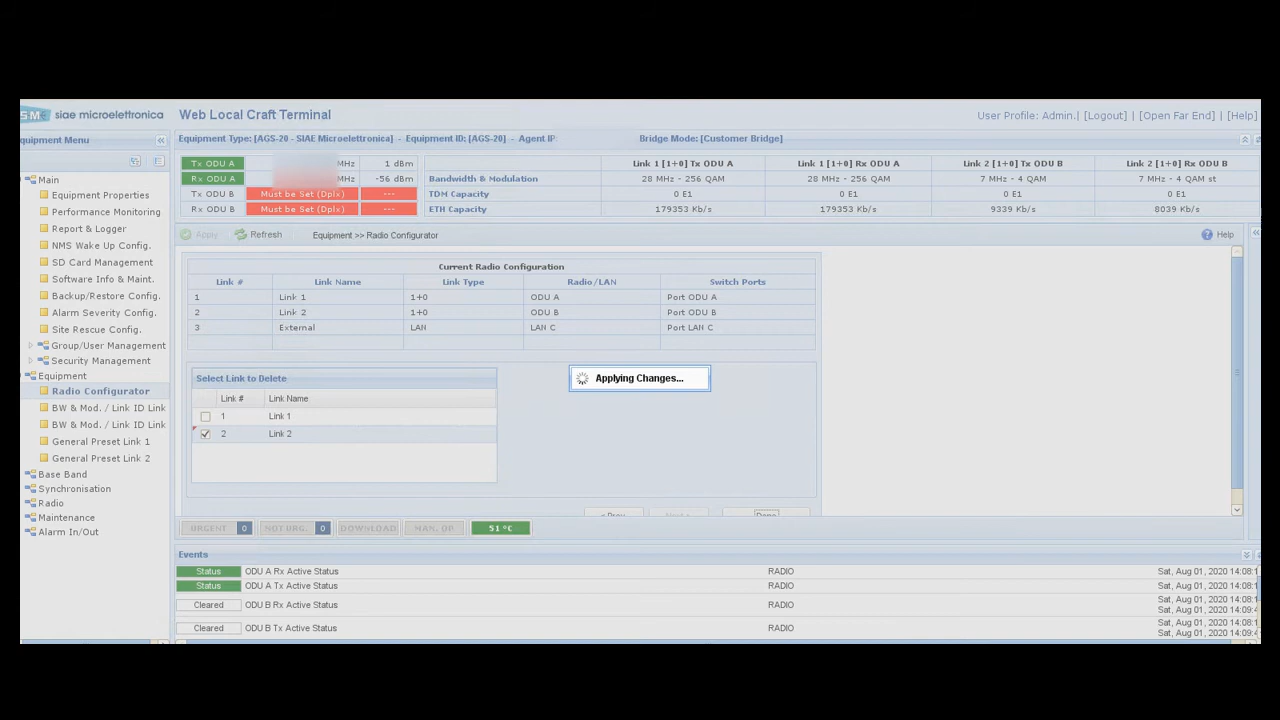 SM siae microelettronica Web Local Craft Terminal User Profile: Admin. [Logout] [Open Far End] [Help]
quipment Menu Equipment Type: [AGS-20 - SIAE Microelettronica] - Equipment ID: [AGS-20] - Agent IP: Bridge Mode: [Customer Bridge]
Tx ODU A MHz 1 dBm Link 1 [1+0] Tx ODU A Link 1 [1+0] Rx ODU A Link 2 [1+0] Tx ODU B Link 2 [1+0] Rx ODU B
Rx ODU A MHz -56 dBm Bandwidth & Modulation 28 MHz - 256 QAM 28 MHz - 256 QAM 7 MHz - 4 QAM 7 MHz - 4 QAM st
Tx ODU B Must be Set (Dplx) --- TDM Capacity 0 E1 0 E1 0 E1 0 E1
Rx ODU B Must be Set (Dplx) --- ETH Capacity 179353 Kb/s 179353 Kb/s 9339 Kb/s 8039 Kb/s
Main
Equipment Properties
Performance Monitoring
Report & Logger
NMS Wake Up Config.
SD Card Management
Software Info & Maint.
Backup/Restore Config.
Alarm Severity Config.
Site Rescue Config.
Group/User Management
Security Management
Equipment
Radio Configurator
BW & Mod. / Link ID Link
BW & Mod. / Link ID Link
General Preset Link 1
General Preset Link 2
Base Band
Synchronisation
Radio
Maintenance
Alarm In/Out
Apply Refresh Equipment >> Radio Configurator Help
Current Radio Configuration
Link # Link Name Link Type Radio/LAN Switch Ports
1 Link 1 1+0 ODU A Port ODU A
2 Link 2 1+0 ODU B Port ODU B
3 External LAN LAN C Port LAN C
Select Link to Delete
Link # Link Name
1 Link 1
2 Link 2
Applying Changes...
< Prev Next > Done
URGENT 0 NOT URG. 0 DOWNLOAD MAN. OP 51 °C
Events
Status ODU A Rx Active Status RADIO Sat, Aug 01, 2020 14:08:1
Status ODU A Tx Active Status RADIO Sat, Aug 01, 2020 14:08:1
Cleared ODU B Rx Active Status RADIO Sat, Aug 01, 2020 14:08:1
Sat, Aug 01, 2020 14:09:4
Cleared ODU B Tx Active Status RADIO Sat, Aug 01, 2020 14:08:1
Sat, Aug 01, 2020 14:09:4